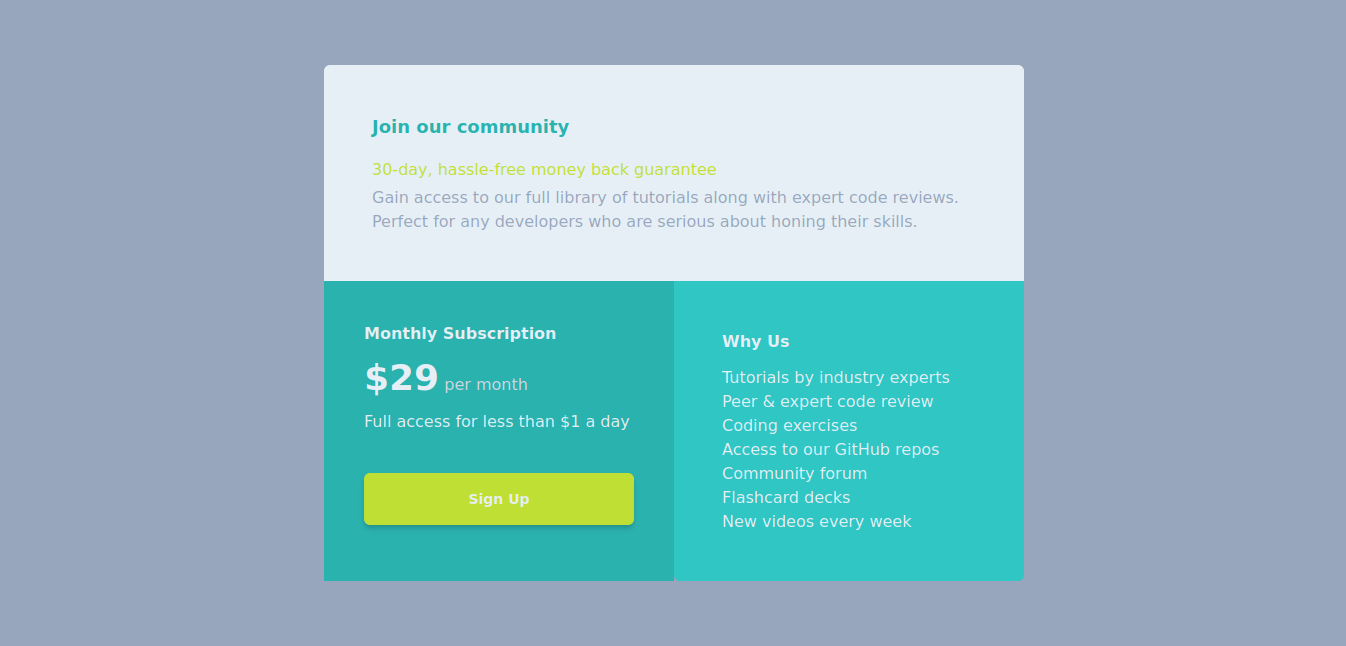 Join our community
30-day, hassle-free money back guarantee
Gain access to our full library of tutorials along with expert code reviews.
Perfect for any developers who are serious about honing their skills.
Monthly Subscription
$29 per month
Full access for less than $1 a day
Sign Up
Why Us
Tutorials by industry experts
Peer & expert code review
Coding exercises
Access to our GitHub repos
Community forum
Flashcard decks
New videos every week